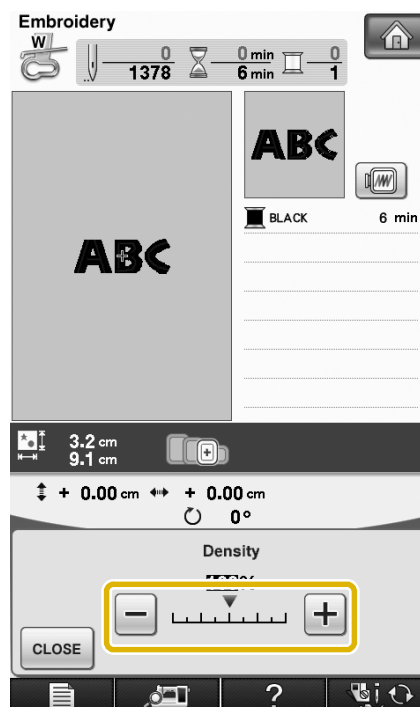 Embroidery
W
0
1378
0 min
6 min
0
1
ABC
BLACK 6 min
ABC
3.2 cm
9.1 cm
+ 0.00 cm + 0.00 cm
0°
Density
%
− +
CLOSE
?